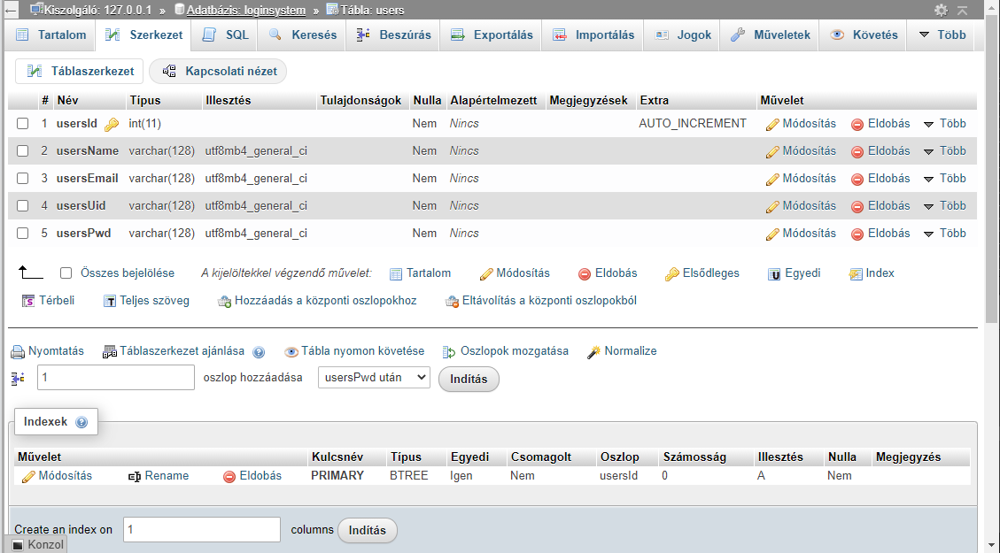 Kiszolgáló: 127.0.0.1 » Adatbázis: loginsystem » Tábla: users
Tartalom Szerkezet SQL Keresés Beszúrás Exportálás Importálás Jogok Műveletek Követés Több
Táblaszerkezet Kapcsolati nézet
# Név Típus Illesztés Tulajdonságok Nulla Alapértelmezett Megjegyzések Extra Művelet
1 usersId int(11) Nem Nincs AUTO_INCREMENT Módosítás Eldobás Több
2 usersName varchar(128) utf8mb4_general_ci Nem Nincs Módosítás Eldobás Több
3 usersEmail varchar(128) utf8mb4_general_ci Nem Nincs Módosítás Eldobás Több
4 usersUid varchar(128) utf8mb4_general_ci Nem Nincs Módosítás Eldobás Több
5 usersPwd varchar(128) utf8mb4_general_ci Nem Nincs Módosítás Eldobás Több
Összes bejelölése A kijelöltekkel végzendő művelet: Tartalom Módosítás Eldobás Elsődleges Egyedi Index
Térbeli Teljes szöveg Hozzáadás a központi oszlopokhoz Eltávolítás a központi oszlopokból
Nyomtatás Táblaszerkezet ajánlása Tábla nyomon követése Oszlopok mozgatása Normalize
1 oszlop hozzáadása usersPwd után Indítás
Indexek
Művelet Kulcsnév Típus Egyedi Csomagolt Oszlop Számosság Illesztés Nulla Megjegyzés
Módosítás Rename Eldobás PRIMARY BTREE Igen Nem usersId 0 A Nem
Create an index on 1 columns Indítás
Konzol